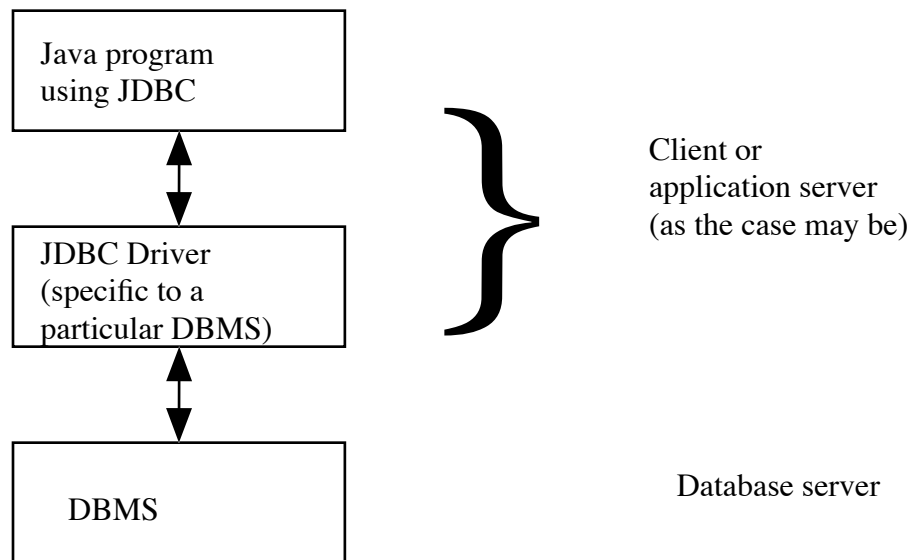 Java program
using JDBC
Client or
application server
(as the case may be)
JDBC Driver
(specific to a
particular DBMS)
DBMS
Database server